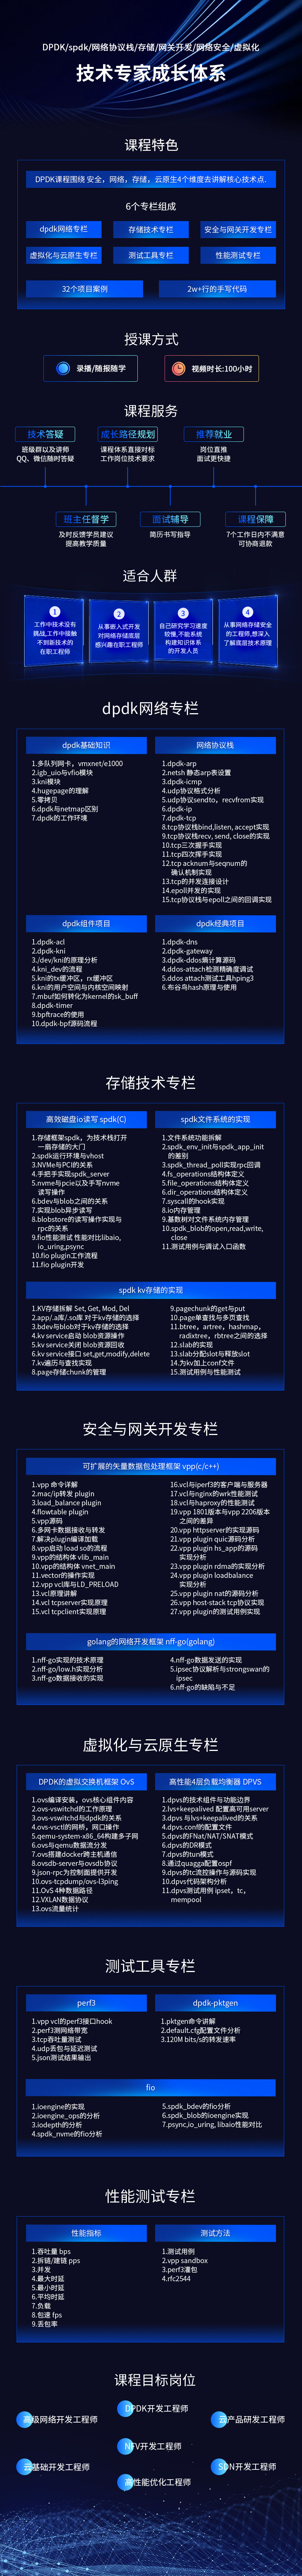 DPDK/spdk/网络协议栈/存储/网关开发/网络安全/虚拟化
技术专家成长体系
课程特色
DPDK课程围绕 安全，网络，存储，云原生4个维度去讲解核心技术点.
6个专栏组成
dpdk网络专栏
存储技术专栏
安全与网关开发专栏
虚拟化与云原生专栏
测试工具专栏
性能测试专栏
32个项目案例
2w+行的手写代码
授课方式
录播/随报随学
视频时长:100小时
课程服务
技术答疑
班级群以及讲师
QQ、微信随时答疑
成长路径规划
课程体系直接对标
工作岗位技术要求
推荐就业
岗位直推
面试更快捷
班主任督学
及时反馈学员建议
提高教学质量
面试辅导
简历书写指导
课程保障
7个工作日内不满意
可协商退款
适合人群
1
工作中技术没有
挑战,工作中接触
不到新技术的
在职工程师
2
从事嵌入式开发
对网络存储底层
感兴趣在职工程师
3
自己研究学习速度
较慢,不能系统
构建知识体系
的开发人员
4
从事网络存储安全
的工程师,想深入
了解底层技术原理
dpdk网络专栏
dpdk基础知识
1.多队列网卡，vmxnet/e1000
2.igb_uio与vfio模块
3.kni模块
4.hugepage的理解
5.零拷贝
6.dpdk与netmap区别
7.dpdk的工作环境
网络协议栈
1.dpdk-arp
2.netsh 静态arp表设置
3.dpdk-icmp
4.udp协议格式分析
5.udp协议sendto，recvfrom实现
6.dpdk-ip
7.dpdk-tcp
8.tcp协议栈bind,listen, accept实现
9.tcp协议栈recv, send, close的实现
10.tcp三次握手实现
11.tcp四次挥手实现
12.tcp acknum与seqnum的
确认机制实现
13.tcp的并发连接设计
14.epoll并发的实现
15.tcp协议栈与epoll之间的回调实现
dpdk组件项目
1.dpdk-acl
2.dpdk-kni
3./dev/kni的原理分析
4.kni_dev的流程
5.kni的tx缓冲区，rx缓冲区
6.kni的用户空间与内核空间映射
7.mbuf如何转化为kernel的sk_buff
8.dpdk-timer
9.bpftrace的使用
10.dpdk-bpf源码流程
dpdk经典项目
1.dpdk-dns
2.dpdk-gateway
3.dpdk-ddos熵计算源码
4.ddos-attach检测精确度调试
5.ddos attach测试工具hping3
6.布谷鸟hash原理与使用
存储技术专栏
高效磁盘io读写 spdk(C)
1.存储框架spdk，为技术栈打开
一扇存储的大门
2.spdk运行环境与vhost
3.NVMe与PCI的关系
4.手把手实现spdk_server
5.nvme与pcie以及手写nvme
读写操作
6.bdev与blob之间的关系
7.实现blob异步读写
8.blobstore的读写操作实现与
rpc的关系
9.fio性能测试 性能对比libaio,
io_uring,psync
10.fio plugin工作流程
11.fio plugin开发
spdk文件系统的实现
1.文件系统功能拆解
2.spdk_env_init与spdk_app_init
的差别
3.spdk_thread_poll实现rpc回调
4.fs_operations结构体定义
5.file_operations结构体定义
6.dir_operations结构体定义
7.syscall的hook实现
8.io内存管理
9.基数树对文件系统内存管理
10.spdk_blob的open,read,write,
close
11.测试用例与调试入口函数
spdk kv存储的实现
1.KV存储拆解 Set, Get, Mod, Del
2.app/.a库/.so库 对于kv存储的选择
3.bdev与blob对于kv存储的选择
4.kv service启动 blob资源操作
5.kv service关闭 blob资源回收
6.kv service接口 set,get,modify,delete
7.kv遍历与查找实现
8.page存储chunk的管理
9.pagechunk的get与put
10.page单查找与多页查找
11.btree，artree，hashmap，
radixtree，rbtree之间的选择
12.slab的实现
13.slab分配slot与释放slot
14.为kv加上conf文件
15.测试用例与性能测试
安全与网关开发专栏
可扩展的矢量数据包处理框架 vpp(c/c++)
1.vpp 命令详解
2.mac/ip转发 plugin
3.load_balance plugin
4.flowtable plugin
5.vpp源码
6.多网卡数据接收与转发
7.解决plugin编译加载
8.vpp启动 load so的流程
9.vpp的结构体 vlib_main
10.vpp的结构体 vnet_main
11.vector的操作实现
12.vpp vcl库与LD_PRELOAD
13.vcl原理讲解
14.vcl tcpserver实现原理
15.vcl tcpclient实现原理
16.vcl与iperf3的客户端与服务器
17.vcl与nginx的wrk性能测试
18.vcl与haproxy的性能测试
19.vpp 1801版本与vpp 2206版本
之间的差异
20.vpp httpserver的实现源码
21.vpp plugin quic源码分析
22.vpp plugin hs_app的源码
实现分析
23.vpp plugin rdma的实现分析
24.vpp plugin loadbalance
实现分析
25.vpp plugin nat的源码分析
26.vpp host-stack tcp协议实现
27.vpp plugin的测试用例实现
golang的网络开发框架 nff-go(golang)
1.nff-go实现的技术原理
2.nff-go/low.h实现分析
3.nff-go数据接收的实现
4.nff-go数据发送的实现
5.ipsec协议解析与strongswan的
ipsec
6.nff-go的缺陷与不足
虚拟化与云原生专栏
DPDK的虚拟交换机框架 OvS
1.ovs编译安装，ovs核心组件内容
2.ovs-vswitchd的工作原理
3.ovs-vswitchd与dpdk的关系
4.ovs-vsctl的网桥，网口操作
5.qemu-system-x86_64构建多子网
6.ovs与qemu数据流分发
7.ovs搭建docker跨主机通信
8.ovsdb-server与ovsdb协议
9.json-rpc为控制面提供开发
10.ovs-tcpdump/ovs-l3ping
11.OvS 4种数据路径
12.VXLAN数据协议
13.ovs流量统计
高性能4层负载均衡器 DPVS
1.dpvs的技术组件与功能边界
2.lvs+keepalived 配置高可用server
3.dpvs 与lvs+keepalived的关系
4.dpvs.con的配置文件
5.dpvs的FNat/NAT/SNAT模式
6.dpvs的DR模式
7.dpvs的tun模式
8.通过quagga配置ospf
9.dpvs的tc流控操作与源码实现
10.dpvs代码架构分析
11.dpvs测试用例 ipset，tc，
mempool
测试工具专栏
perf3
1.vpp vcl的perf3接口hook
2.perf3测网络带宽
3.tcp吞吐量测试
4.udp丢包与延迟测试
5.json测试结果输出
dpdk-pktgen
1.pktgen命令讲解
2.default.cfg配置文件分析
3.120M bits/s的转发速率
fio
1.ioengine的实现
2.ioengine_ops的分析
3.iodepth的分析
4.spdk_nvme的fio分析
5.spdk_bdev的fio分析
6.spdk_blob的ioengine实现
7.psync,io_uring, libaio性能对比
性能测试专栏
性能指标
1.吞吐量 bps
2.拆链/建链 pps
3.并发
4.最大时延
5.最小时延
6.平均时延
7.负载
8.包速 fps
9.丢包率
测试方法
1.测试用例
2.vpp sandbox
3.perf3灌包
4.rfc2544
课程目标岗位
DPDK开发工程师
高级网络开发工程师
云产品研发工程师
NFV开发工程师
云基础开发工程师
SDN开发工程师
高性能优化工程师